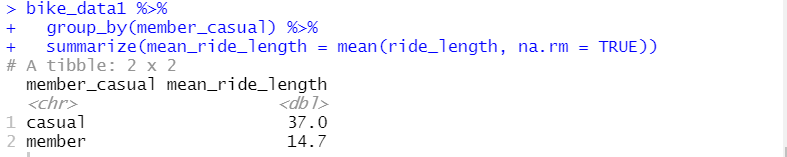 > bike_data1 %>%
+   group_by(member_casual) %>%
+   summarize(mean_ride_length = mean(ride_length, na.rm = TRUE))
# A tibble: 2 x 2
  member_casual mean_ride_length
  <chr>                    <dbl>
1 casual                    37.0
2 member                    14.7